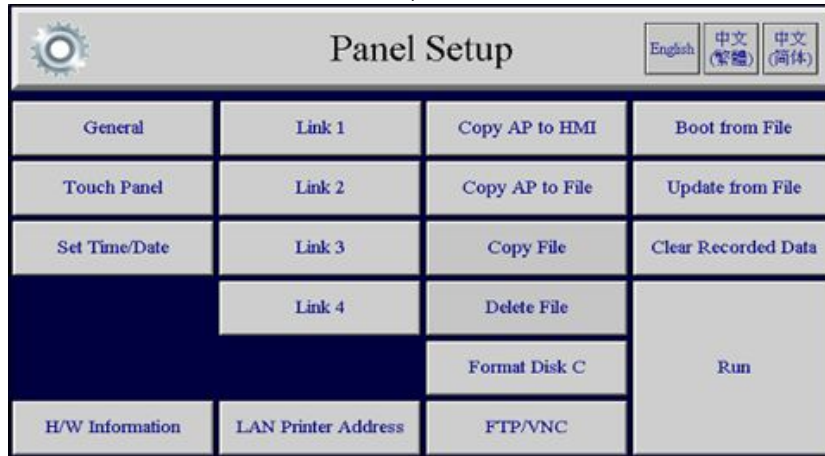 Panel Setup
English
中文
(繁體)
中文
(简体)
General
Link 1
Copy AP to HMI
Boot from File
Touch Panel
Link 2
Copy AP to File
Update from File
Set Time/Date
Link 3
Copy File
Clear Recorded Data
Link 4
Delete File
Format Disk C
Run
H/W Information
LAN Printer Address
FTP/VNC